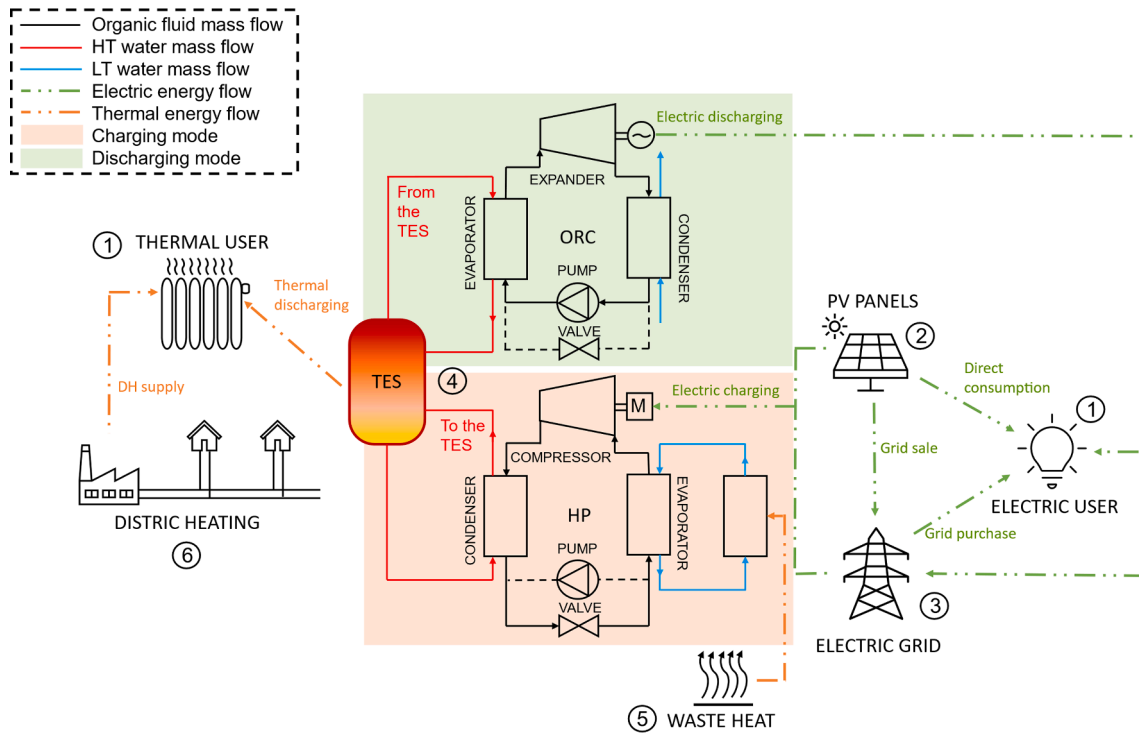 Organic fluid mass flow
HT water mass flow
LT water mass flow
Electric energy flow
Thermal energy flow
Charging mode
Discharging mode
Electric discharging
EXPANDER
From
the
TES
EVAPORATOR
ORC
CONDENSER
PUMP
VALVE
1
THERMAL USER
Thermal
discharging
DH supply
TES
4
DISTRIC HEATING
6
Electric charging
M
To the
TES
COMPRESSOR
CONDENSER
HP
EVAPORATOR
PUMP
VALVE
PV PANELS
2
Direct
consumption
1
Grid sale
ELECTRIC USER
Grid purchase
3
ELECTRIC GRID
5
WASTE HEAT